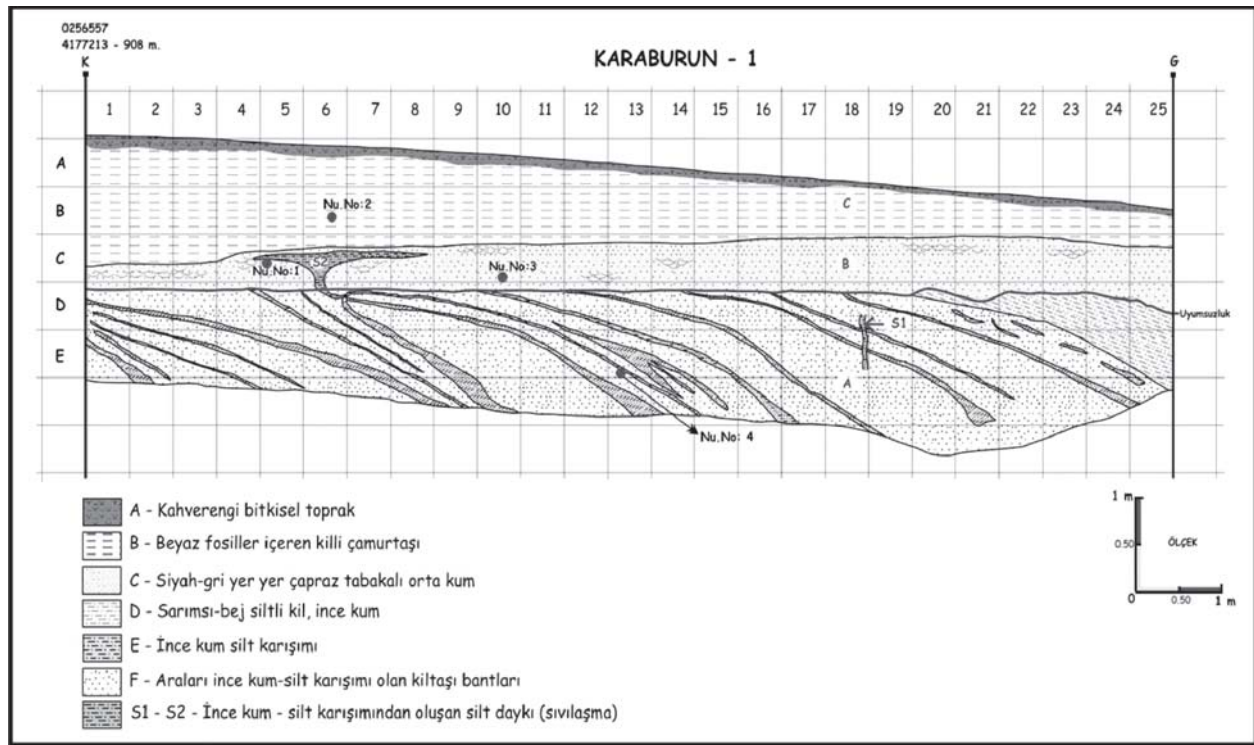 0256557
4177213 - 908 m.
KARABURUN - 1
K
G
1 2 3 4 5 6 7 8 9 10 11 12 13 14 15 16 17 18 19 20 21 22 23 24 25
A
B
C
D
E
Nu.No:2
C
S2
Nu.No:1
Nu.No:3
B
Uyumsuzluk
S1
A
Nu.No: 4
A - Kahverengi bitkisel toprak
B - Beyaz fosiller içeren killi çamurtaşı
C - Siyah-gri yer yer çapraz tabakalı orta kum
D - Sarımsı-bej siltli kil, ince kum
E - İnce kum silt karışımı
F - Araları ince kum-silt karışımı olan kiltaşı bantları
S1 - S2 - İnce kum - silt karışımından oluşan silt daykı (sıvılaşma)
1 m
0.50
ÖLÇEK
0 0.50 1 m